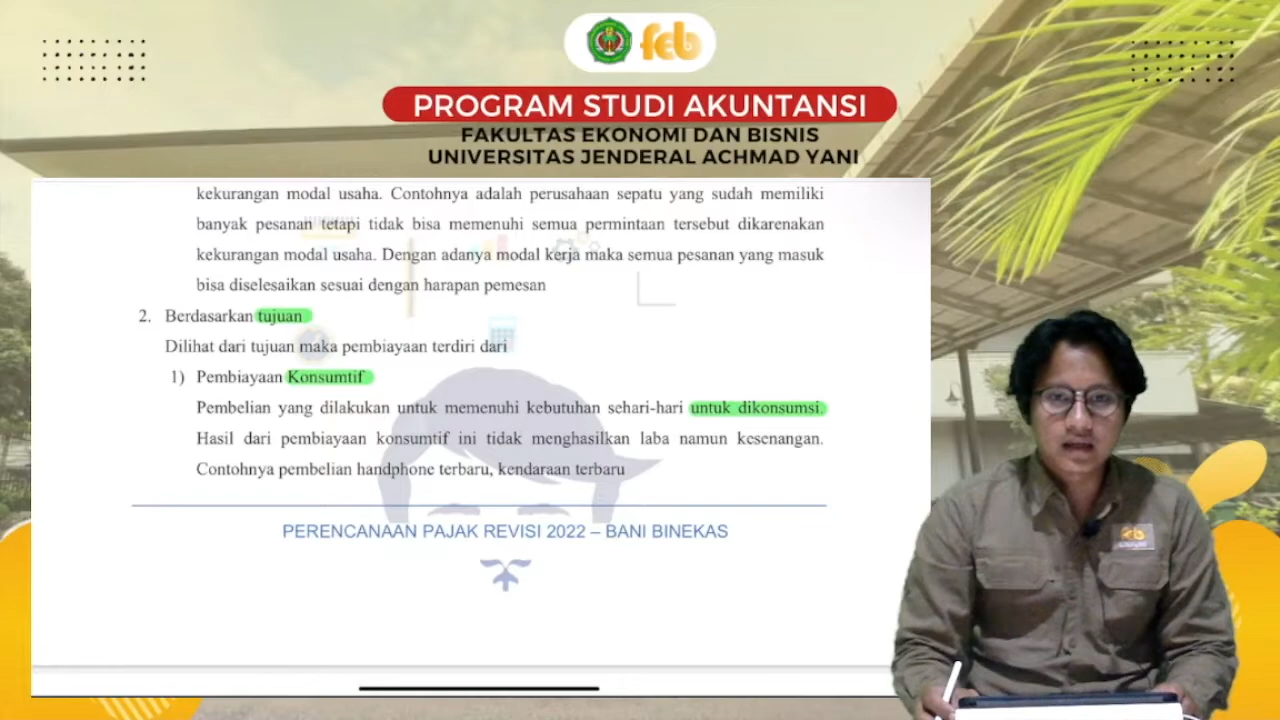 feb
PROGRAM STUDI AKUNTANSI
FAKULTAS EKONOMI DAN BISNIS
UNIVERSITAS JENDERAL ACHMAD YANI
kekurangan modal usaha. Contohnya adalah perusahaan sepatu yang sudah memiliki
banyak pesanan tetapi tidak bisa memenuhi semua permintaan tersebut dikarenakan
kekurangan modal usaha. Dengan adanya modal kerja maka semua pesanan yang masuk
bisa diselesaikan sesuai dengan harapan pemesan
2. Berdasarkan tujuan
Dilihat dari tujuan maka pembiayaan terdiri dari
1) Pembiayaan Konsumtif
Pembelian yang dilakukan untuk memenuhi kebutuhan sehari-hari untuk dikonsumsi.
Hasil dari pembiayaan konsumtif ini tidak menghasilkan laba namun kesenangan.
Contohnya pembelian handphone terbaru, kendaraan terbaru
PERENCANAAN PAJAK REVISI 2022 – BANI BINEKAS
feb